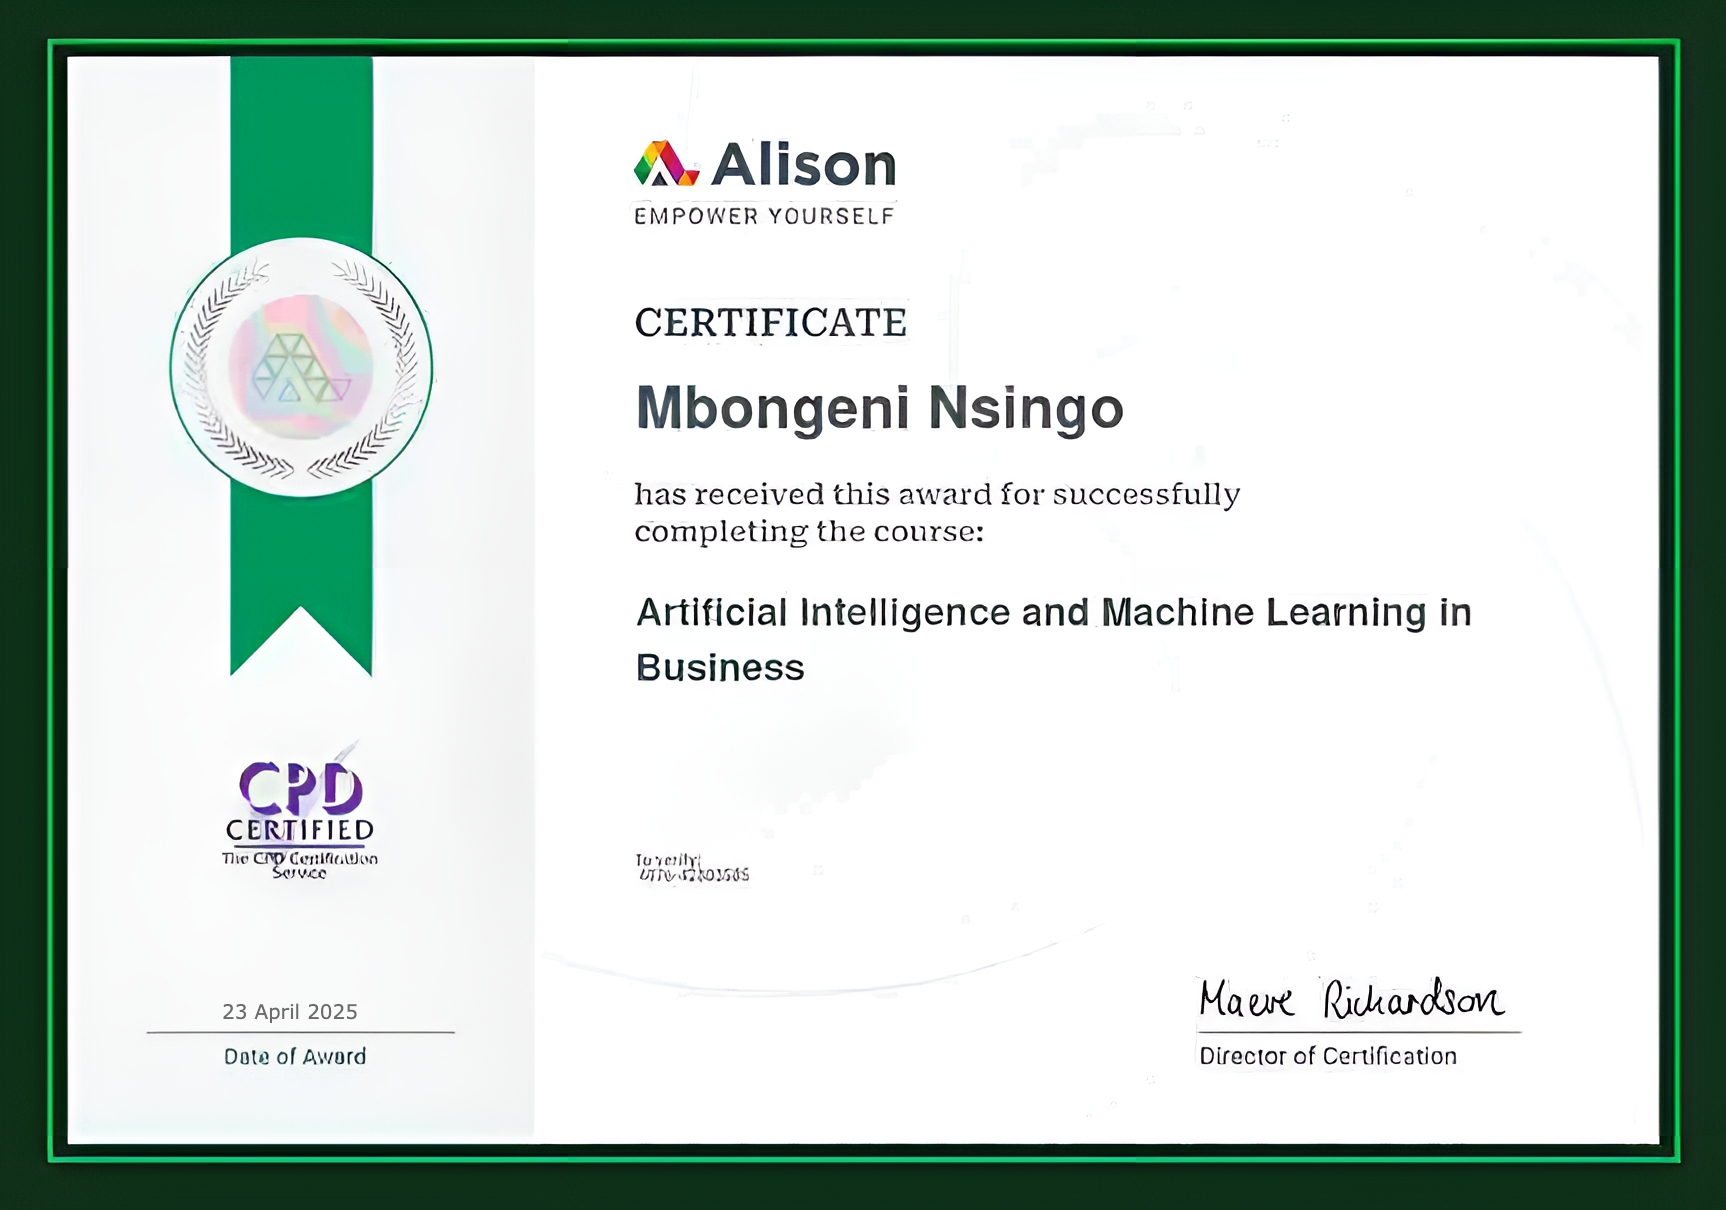 Alison
EMPOWER YOURSELF
CERTIFICATE
Mbongeni Nsingo
has received this award for successfully
completing the course:
Artificial Intelligence and Machine Learning in
Business
CPD
CERTIFIED
The CPD Certification
Service
To verify:
23 April 2025
Date of Award
Maeve Richardson
Director of Certification